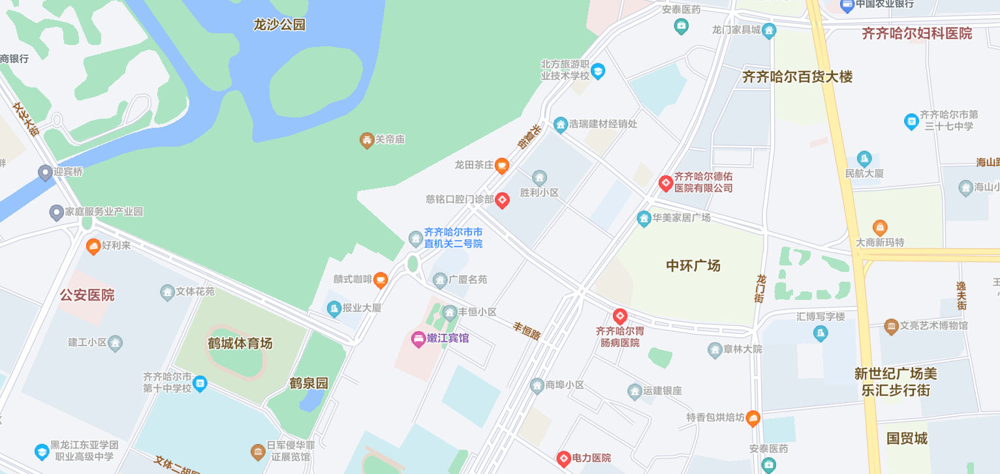 安泰医药
中国农业银行
龙沙公园
龙门家具城
齐齐哈尔妇科医院
商银行
北方旅游职
业技术学校
齐齐哈尔百货大楼
文化大街
齐齐哈尔市第
三十七中学
浩瑞建材经销处
光复街
关帝庙
海山路
迎宾桥
龙田茶庄
民航大厦
齐齐哈尔德佑
医院有限公司
胜利小区
海山小
慈铭口腔门诊部
家庭服务业产业园
华美家居广场
齐齐哈尔市市
直机关二号院
大商新玛特
好利来
中环广场
麟式咖啡
广厦名苑
龙门街
逸夫街
公安医院
文体花苑
报业大厦
丰恒小区
汇博写字楼
丰恒路
文亮艺术博物馆
齐齐哈尔胃
肠病医院
嫩江宾馆
建工小区
鹤城体育场
章林大院
新世纪广场美
乐汇步行街
齐齐哈尔市
第十中学校
鹤泉园
商埠小区
运建银座
特香包烘焙坊
国贸城
黑龙江东亚学团
职业高级中学
日军侵华罪
证展览馆
安泰医药
电力医院
文体二胡同